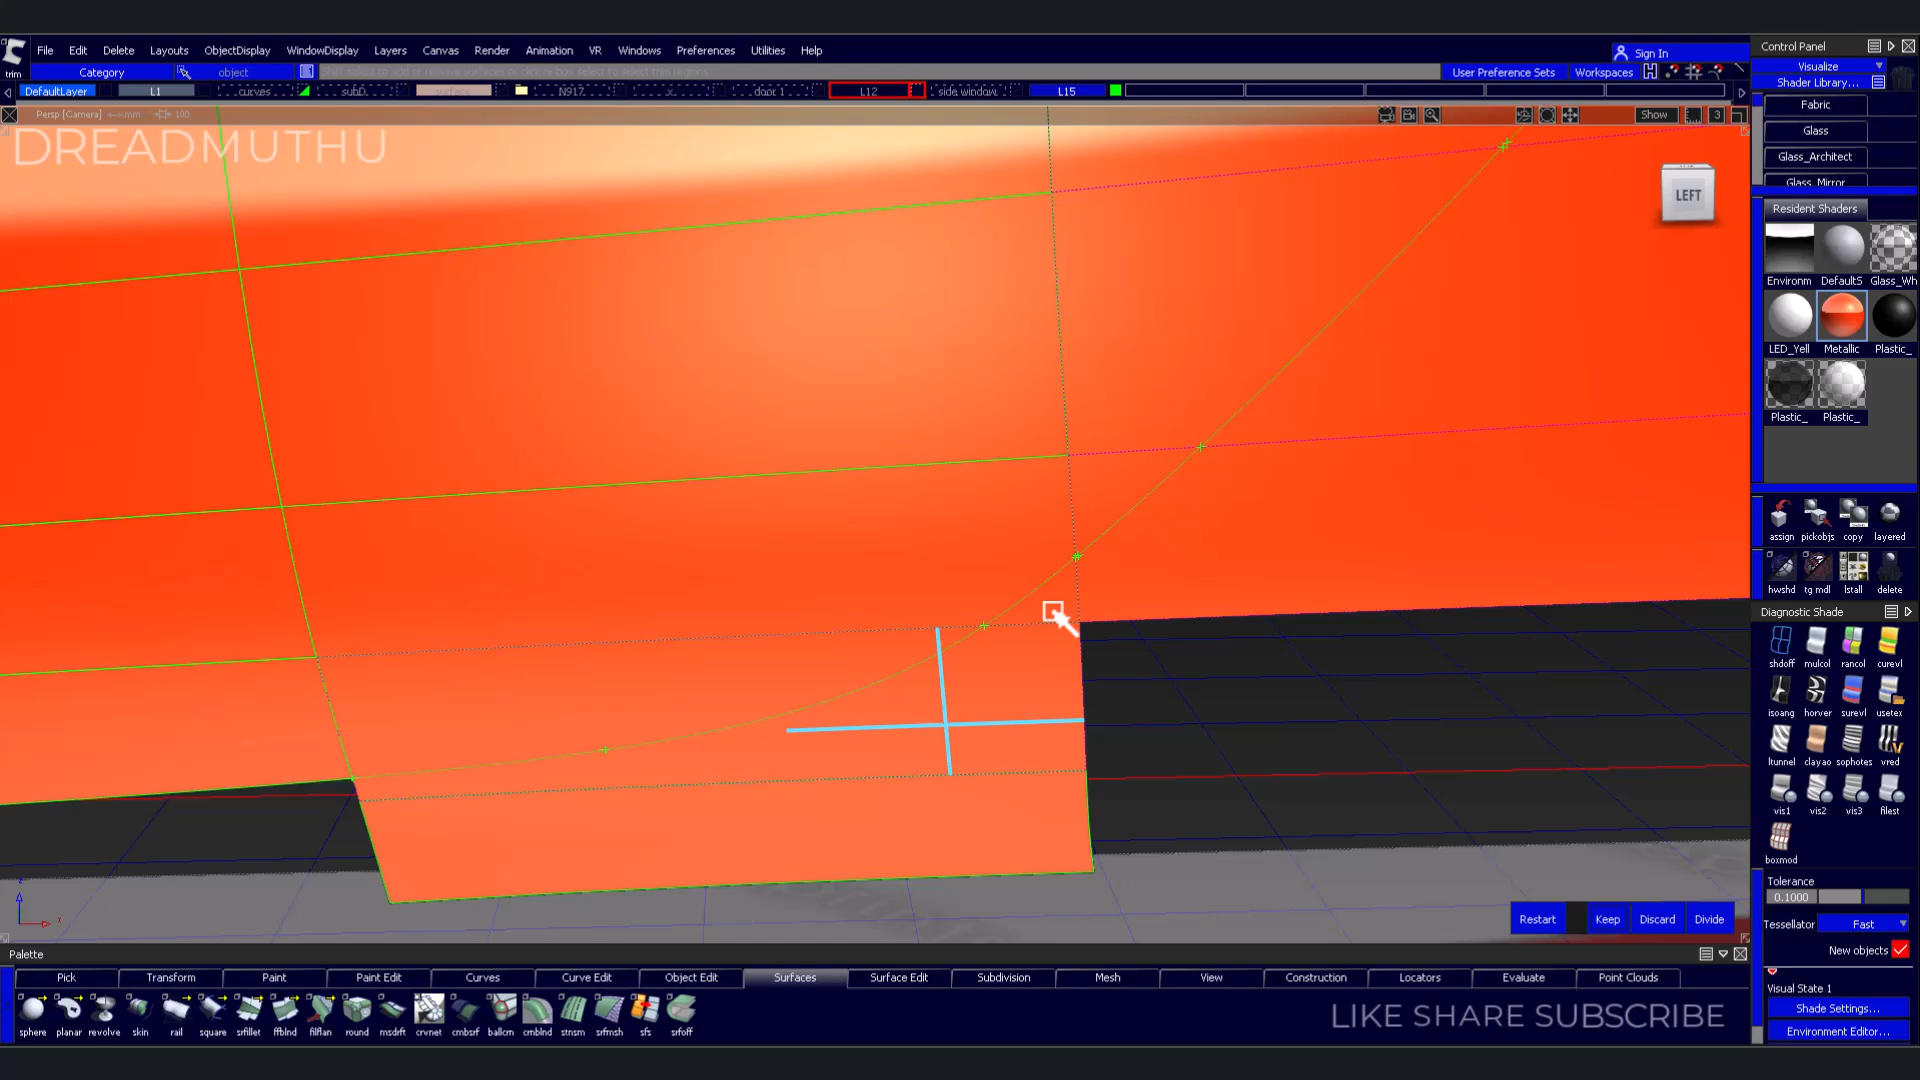 File Edit Delete Layouts ObjectDisplay WindowDisplay Layers Canvas Render Animation VR Windows Preferences Utilities Help
Sign In
Control Panel
trim
Category
object
User Preference Sets
Workspaces
Visualize
Shader Library...
DefaultLayer
L1
curves
subD
surface
N917
x
door 1
L12
side window
L15
Persp [Camera]
mm
100
Show
3
DREADMUTHU
LEFT
Fabric
Glass
Glass_Architect
Glass_Mirror
Resident Shaders
Environm DefaultS Glass_Wh
LED_Yell Metallic Plastic_
Plastic_ Plastic_
assign pickobjs copy layered
hwshd tg mdl lstall delete
Diagnostic Shade
shdoff mulcol rancol curevl
isoang horver surevl usetex
ltunnel clayao sophotes vred
vis1 vis2 vis3 filest
boxmod
Tolerance
0.1000
Tessellator
Fast
New objects
Visual State 1
Shade Settings...
Environment Editor...
Restart
Keep
Discard
Divide
z
x
Palette
Pick Transform Paint Paint Edit Curves Curve Edit Object Edit Surfaces Surface Edit Subdivision Mesh View Construction Locators Evaluate Point Clouds
sphere planar revolve skin rail square srfillet ffblnd filflan round msdrft crvnet cmbsrf ballcrn cmblnd stnsm srfmsh sfs srfoff
LIKE SHARE SUBSCRIBE